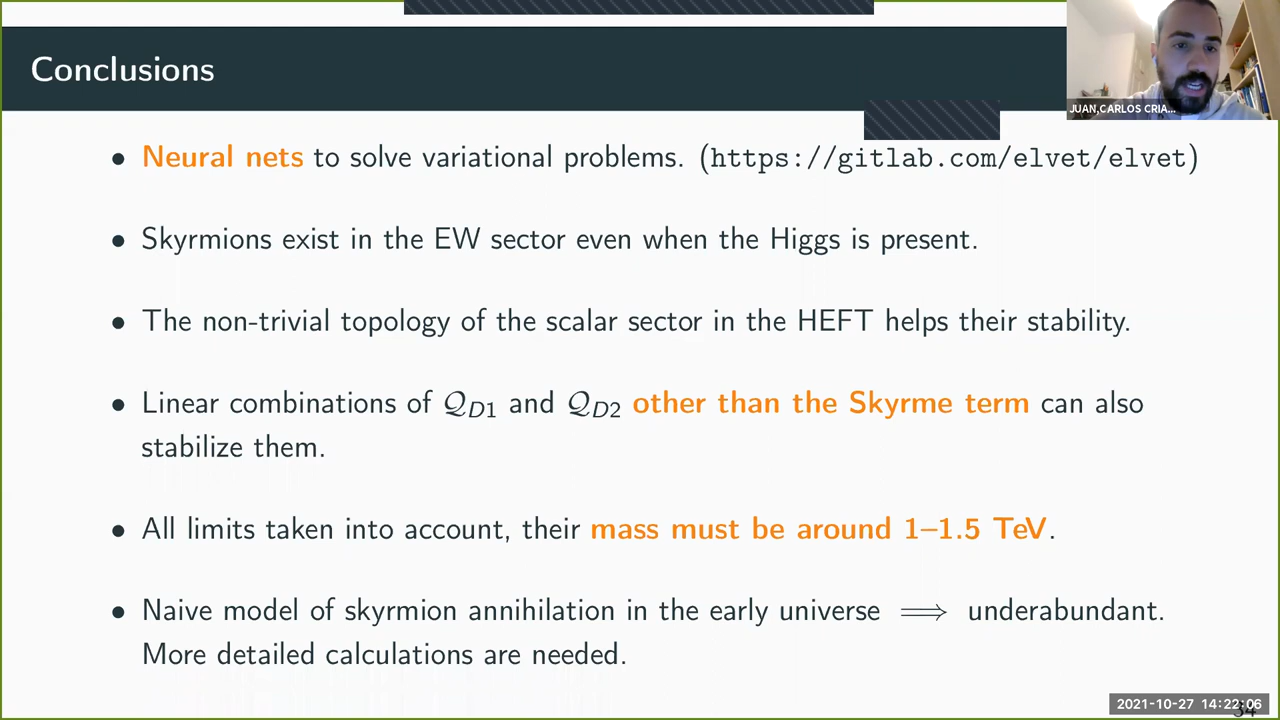 Conclusions
JUAN,CARLOS CRIA...
• Neural nets to solve variational problems. (https://gitlab.com/elvet/elvet)
• Skyrmions exist in the EW sector even when the Higgs is present.
• The non-trivial topology of the scalar sector in the HEFT helps their stability.
• Linear combinations of 𝒬D1 and 𝒬D2 other than the Skyrme term can also
stabilize them.
• All limits taken into account, their mass must be around 1–1.5 TeV.
• Naive model of skyrmion annihilation in the early universe ⟹ underabundant.
More detailed calculations are needed.
2021-10-27 14:22:06